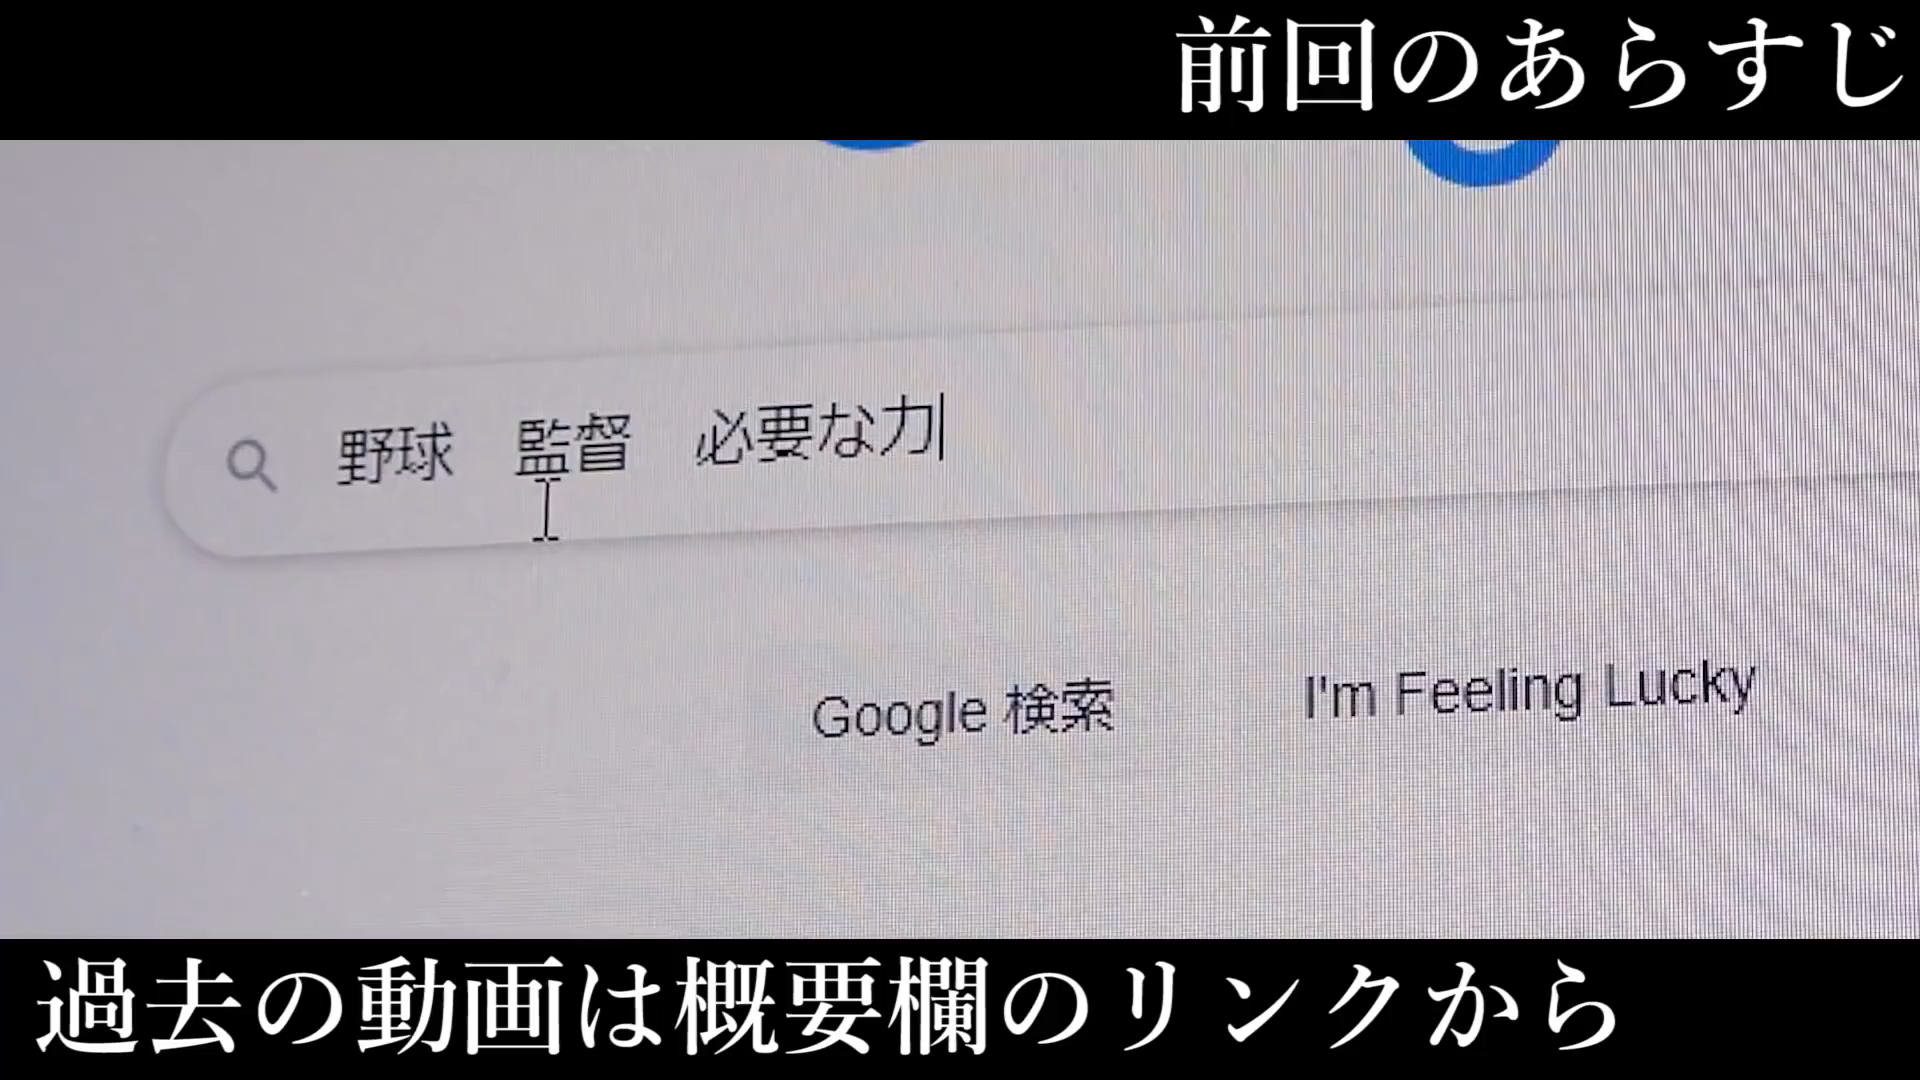 前回のあらすじ
野球　監督　必要な力
Google 検索
I'm Feeling Lucky
過去の動画は概要欄のリンクから